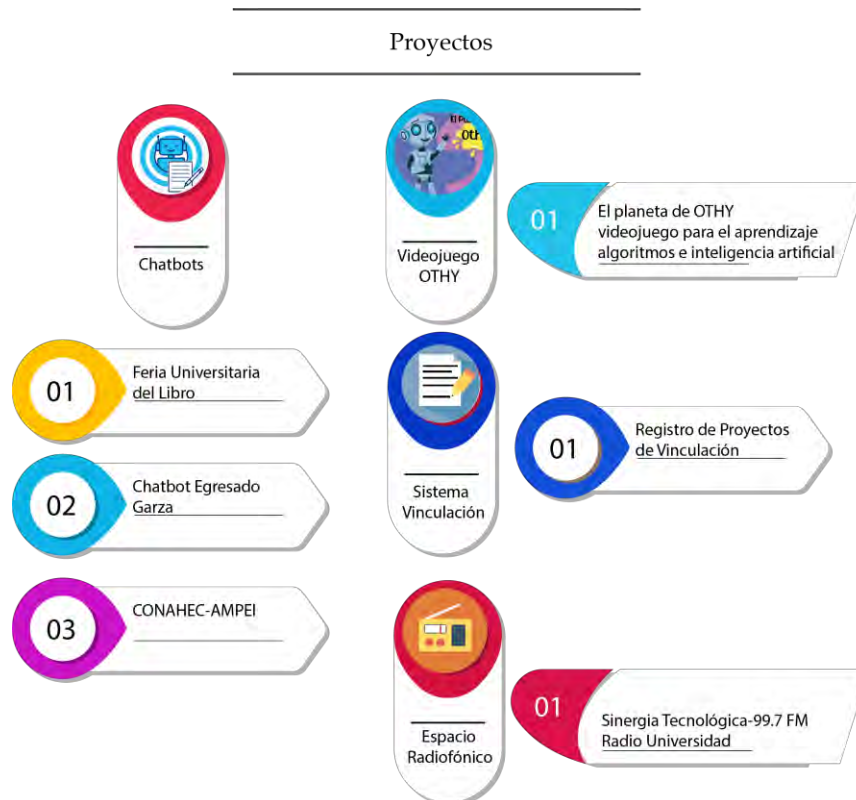 Proyectos
Chatbots
01
Feria Universitaria
del Libro
02
Chatbot Egresado
Garza
03
CONAHEC-AMPEI
Videojuego
OTHY
01
El planeta de OTHY
videojuego para el aprendizaje
algoritmos e inteligencia artificial
Sistema
Vinculación
01
Registro de Proyectos
de Vinculación
Espacio
Radiofónico
01
Sinergia Tecnológica-99.7 FM
Radio Universidad